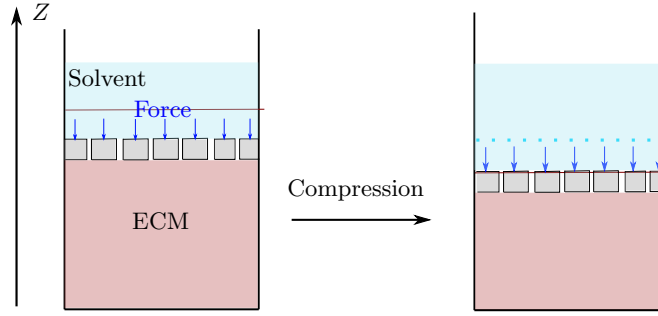 Z
Solvent
Force
Compression
ECM